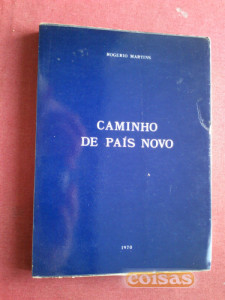 ROGERIO MARTINS
CAMINHO
DE PAÍS NOVO
1970
coisas